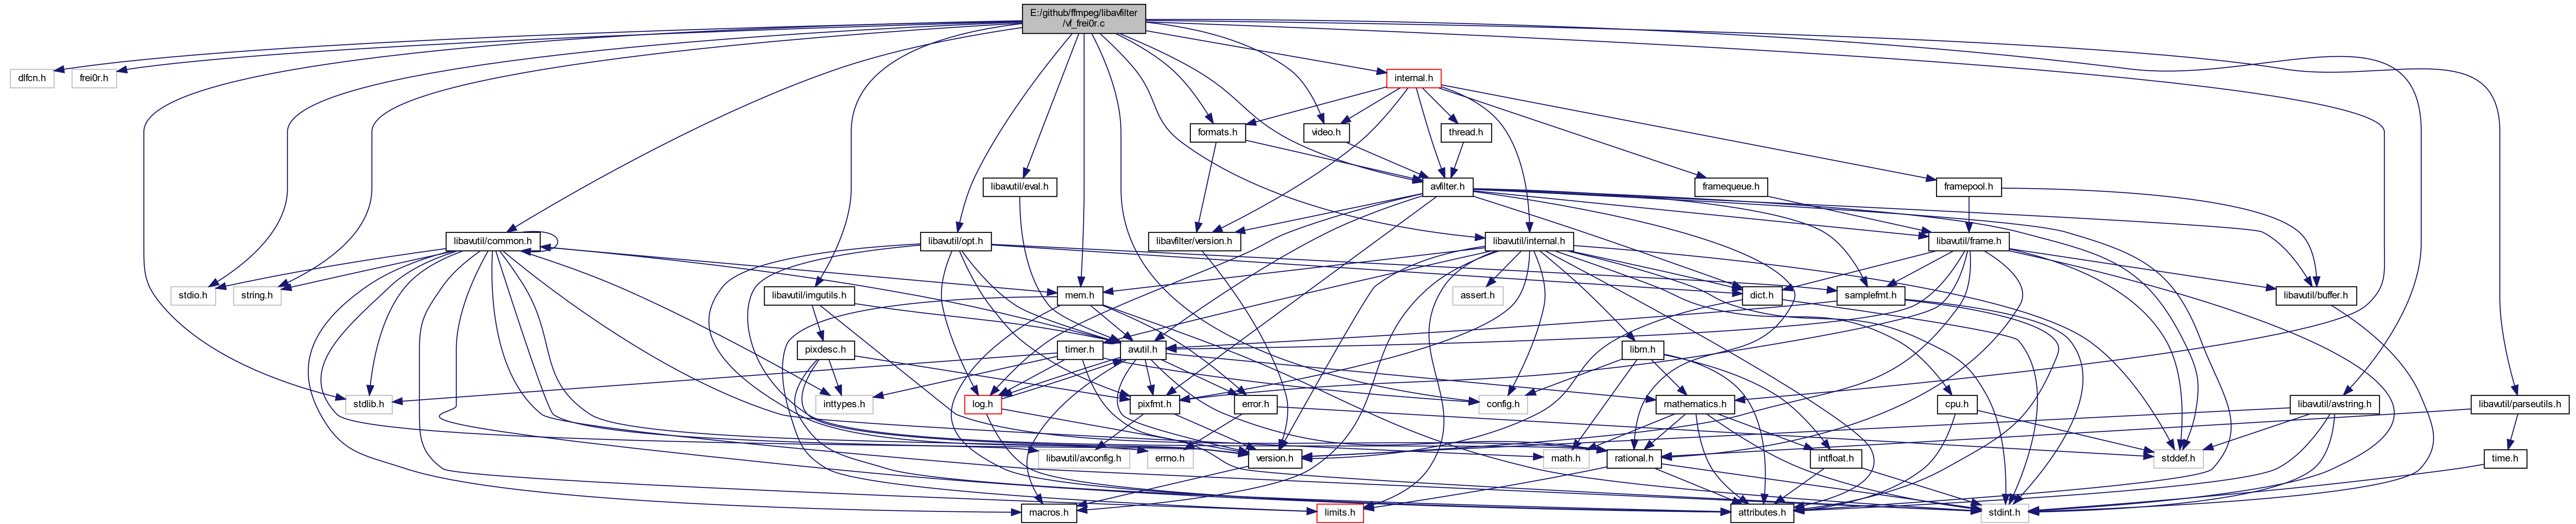 E:/github/ffmpeg/libavfilter
/vf_frei0r.c
dlfcn.h
frei0r.h
internal.h
formats.h
video.h
thread.h
libavutil/eval.h
avfilter.h
framequeue.h
framepool.h
libavutil/common.h
libavutil/opt.h
libavfilter/version.h
libavutil/internal.h
libavutil/frame.h
stdio.h
string.h
libavutil/imgutils.h
mem.h
assert.h
dict.h
samplefmt.h
libavutil/buffer.h
pixdesc.h
timer.h
avutil.h
libm.h
stdlib.h
inttypes.h
log.h
pixfmt.h
error.h
config.h
mathematics.h
cpu.h
libavutil/avstring.h
libavutil/parseutils.h
libavutil/avconfig.h
errno.h
version.h
math.h
rational.h
intfloat.h
stddef.h
time.h
macros.h
limits.h
attributes.h
stdint.h